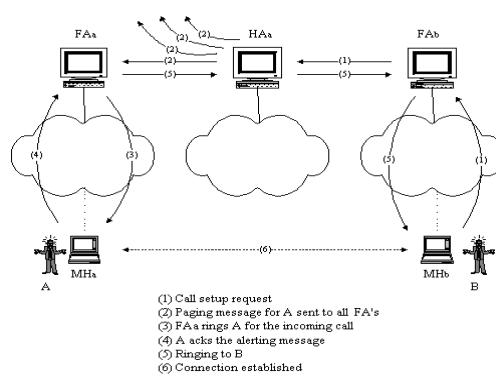 FAa HAa FAb
(2)
(2)
(2)
(2) (1)
(5) (5)
(4) (3) (5) (1)
(6)
MHa MHb
A B
(1) Call setup request
(2) Paging message for A sent to all FA's
(3) FAa rings A for the incoming call
(4) A acks the alerting message
(5) Ringing to B
(6) Connection established